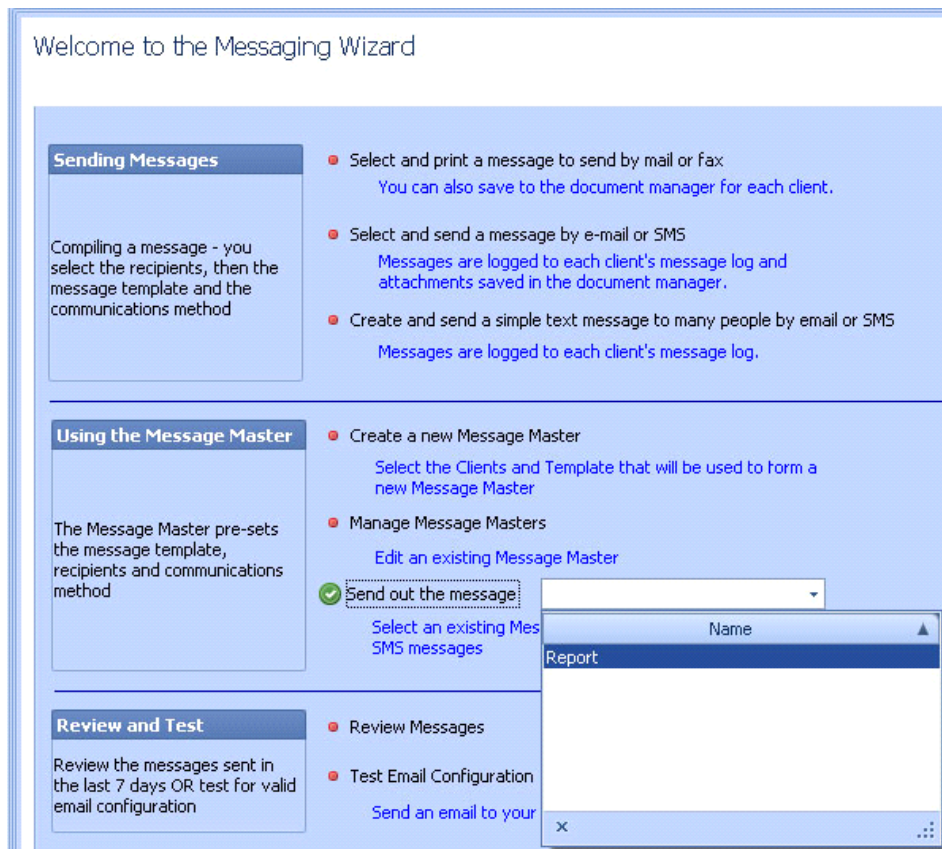 Welcome to the Messaging Wizard
Sending Messages
Compiling a message - you
select the recipients, then the
message template and the
communications method
Select and print a message to send by mail or fax
You can also save to the document manager for each client.
Select and send a message by e-mail or SMS
Messages are logged to each client's message log and
attachments saved in the document manager.
Create and send a simple text message to many people by email or SMS
Messages are logged to each client's message log.
Using the Message Master
The Message Master pre-sets
the message template,
recipients and communications
method
Create a new Message Master
Select the Clients and Template that will be used to form a
new Message Master
Manage Message Masters
Edit an existing Message Master
Send out the message
Select an existing Mes
SMS messages
Name
Report
Review and Test
Review the messages sent in
the last 7 days OR test for valid
email configuration
Review Messages
Test Email Configuration
Send an email to your